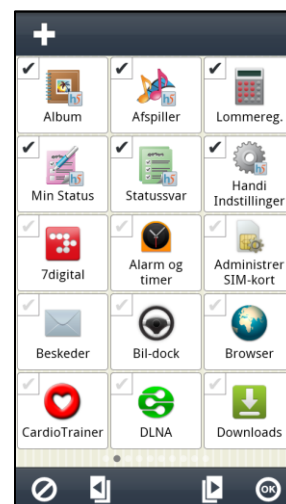 Album
Afspiller
Lommereg.
Min Status
Statussvar
Handi
Indstillinger
7digital
Alarm og
timer
Administrer
SIM-kort
Beskeder
Bil-dock
Browser
CardioTrainer
DLNA
Downloads
OK